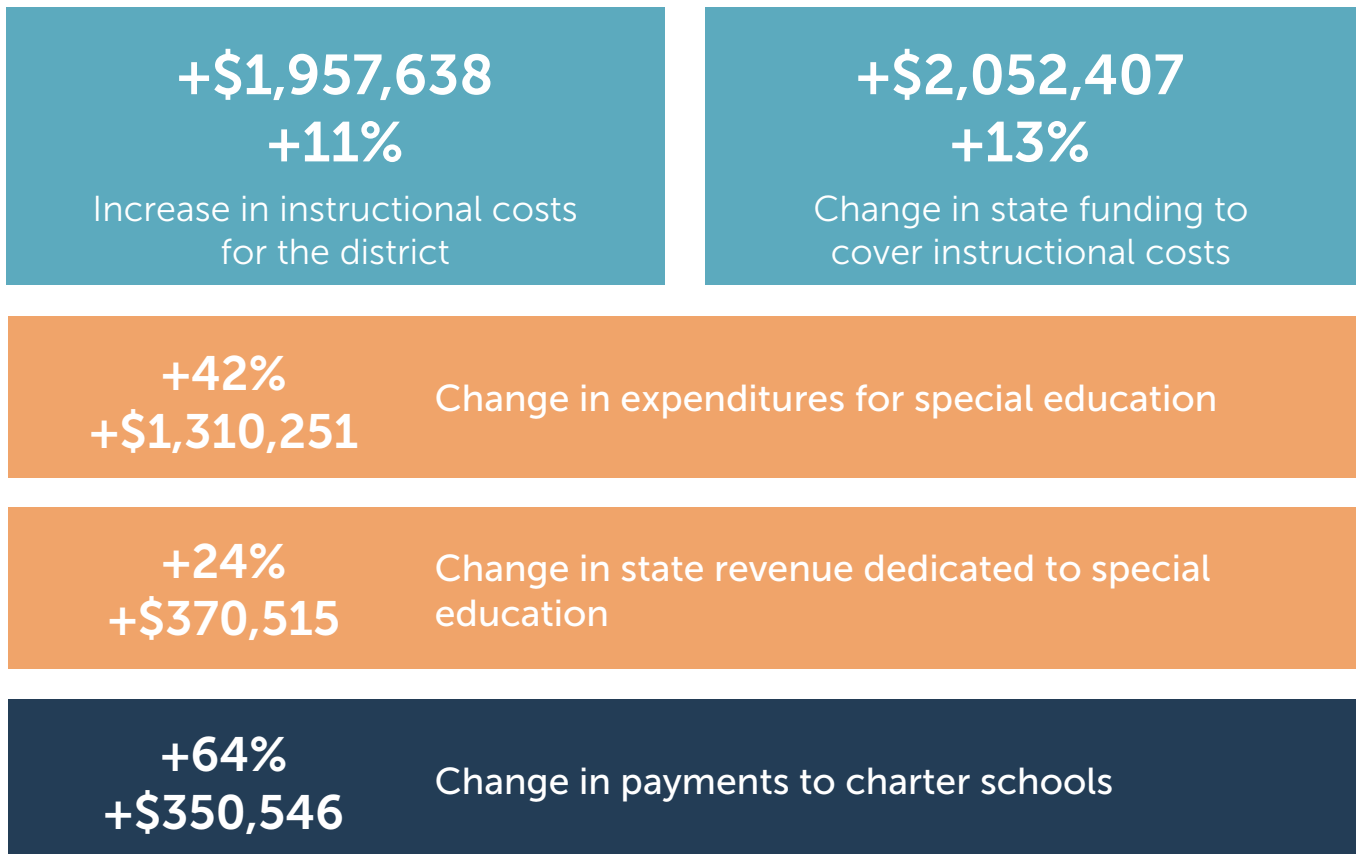 +$1,957,638
+11%
Increase in instructional costs
for the district
+$2,052,407
+13%
Change in state funding to
cover instructional costs
+42%
+$1,310,251
Change in expenditures for special education
+24%
+$370,515
Change in state revenue dedicated to special
education
+64%
+$350,546
Change in payments to charter schools